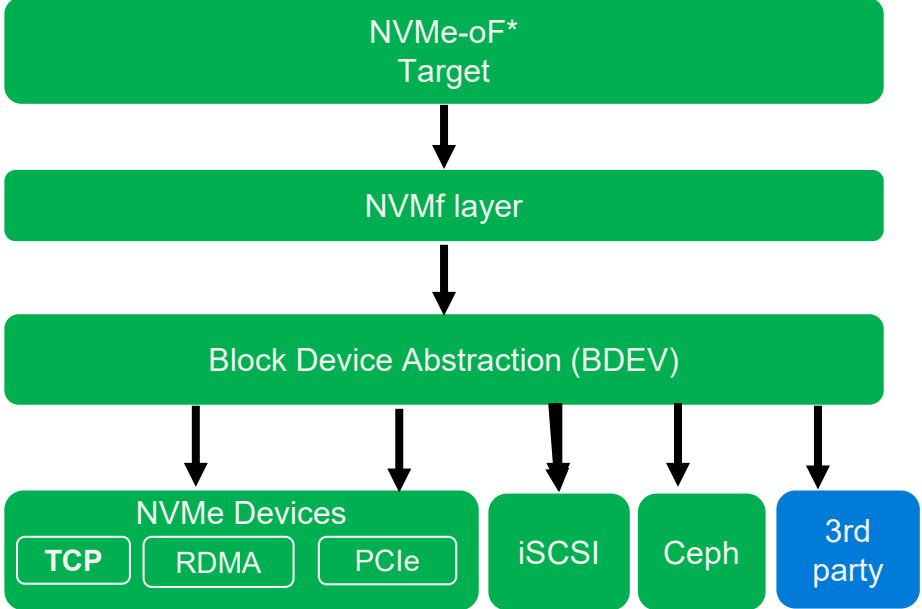 NVMe-oF*
Target
NVMf layer
Block Device Abstraction (BDEV)
NVMe Devices
TCP
RDMA
PCIe
iSCSI
Ceph
3rd
party